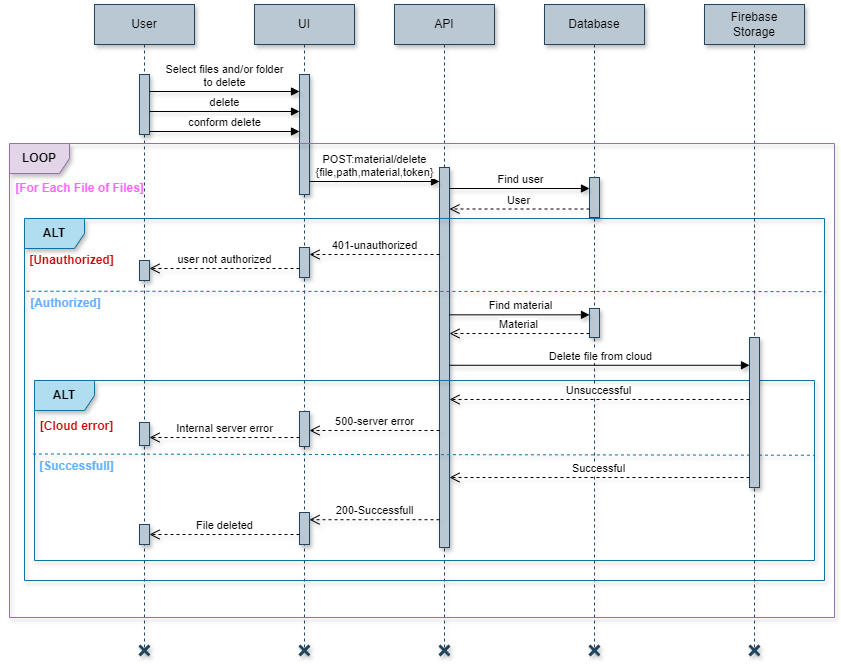 User
UI
API
Database
Firebase
Storage
Select files and/or folder
to delete
delete
conform delete
LOOP
POST:material/delete
{file,path,material,token}
[For Each File of Files]
Find user
User
ALT
401-unauthorized
[Unauthorized]
user not authorized
[Authorized]
Find material
Material
Delete file from cloud
ALT
Unsuccessful
[Cloud error]
500-server error
Internal server error
[Successfull]
Successful
200-Successfull
File deleted